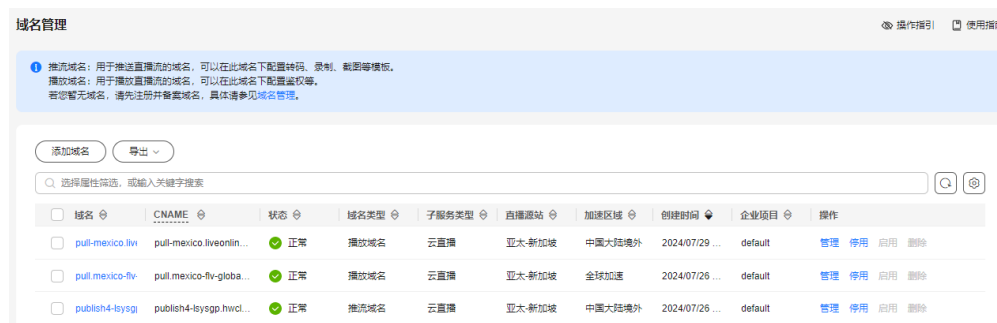 域名管理
操作指引
使用指
推流域名：用于推送直播流的域名，可以在此域名下配置转码、录制、截图等模板。
播放域名：用于播放直播流的域名，可以在此域名下配置鉴权等。
若您暂无域名，请先注册并备案域名，具体请参见域名管理。
添加域名 导出
选择属性筛选，或输入关键字搜索
域名 CNAME 状态 域名类型 子服务类型 直播源站 加速区域 创建时间 企业项目 操作
pull-mexico.live pull-mexico.liveonlin... 正常 播放域名 云直播 亚太-新加坡 中国大陆境外 2024/07/29 ... default 管理 停用 启用 删除
pull.mexico-flv- pull.mexico-flv-globa... 正常 播放域名 云直播 亚太-新加坡 全球加速 2024/07/26 ... default 管理 停用 启用 删除
publish4-lsysgp publish4-lsysgp.hwcl... 正常 推流域名 云直播 亚太-新加坡 中国大陆境外 2024/07/26 ... default 管理 停用 启用 删除